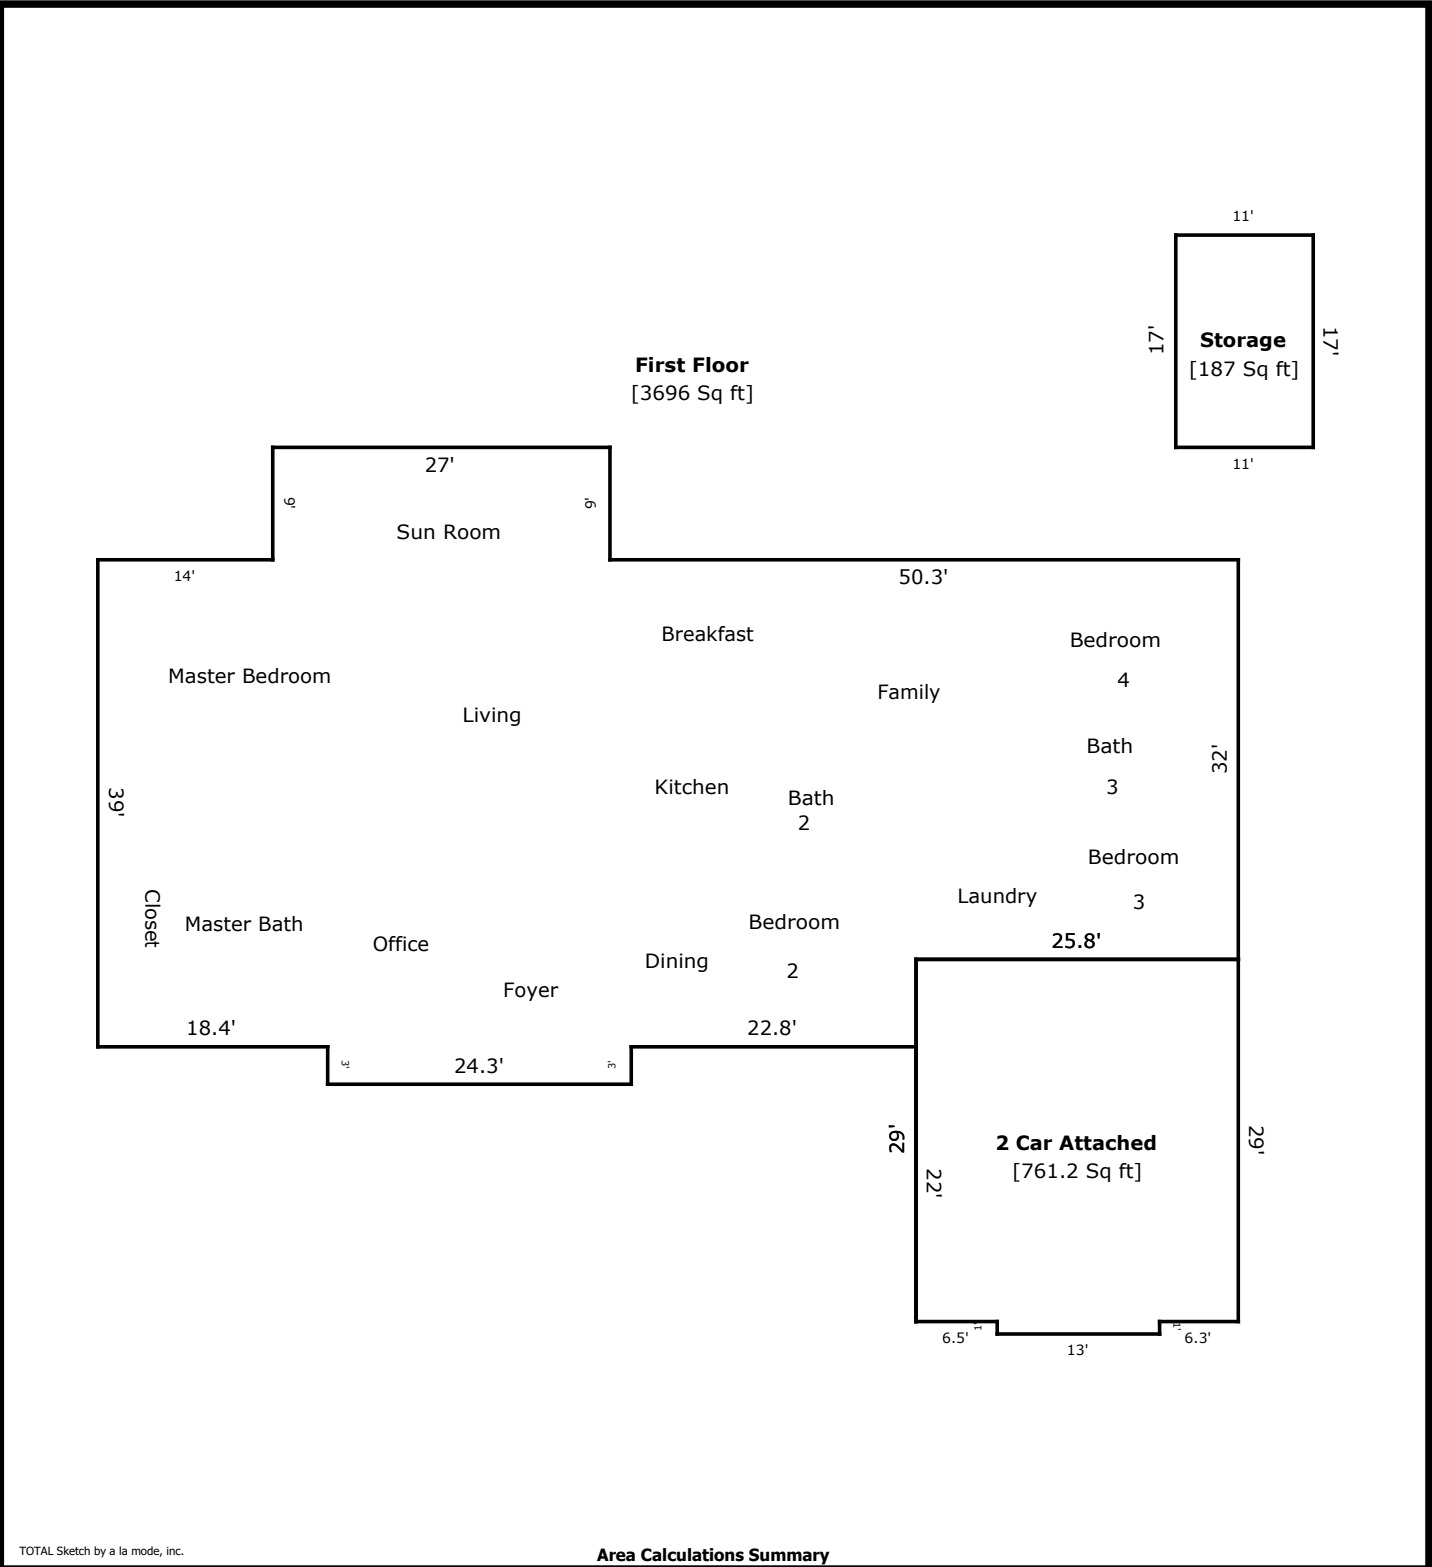 11'
17'
Storage
[187 Sq ft]
17'
11'
First Floor
[3696 Sq ft]
27'
9'
9'
Sun Room
14'
50.3'
Breakfast
Bedroom
4
Master Bedroom
Family
Living
Bath
3
32'
39'
Kitchen
Bath
2
Bedroom
3
Closet
Master Bath
Laundry
Office
Bedroom
2
25.8'
Dining
Foyer
18.4'
22.8'
3'
24.3'
3'
29'
22'
2 Car Attached
[761.2 Sq ft]
29'
6.5'
1'
13'
1'
6.3'
TOTAL Sketch by a la mode, inc.
Area Calculations Summary